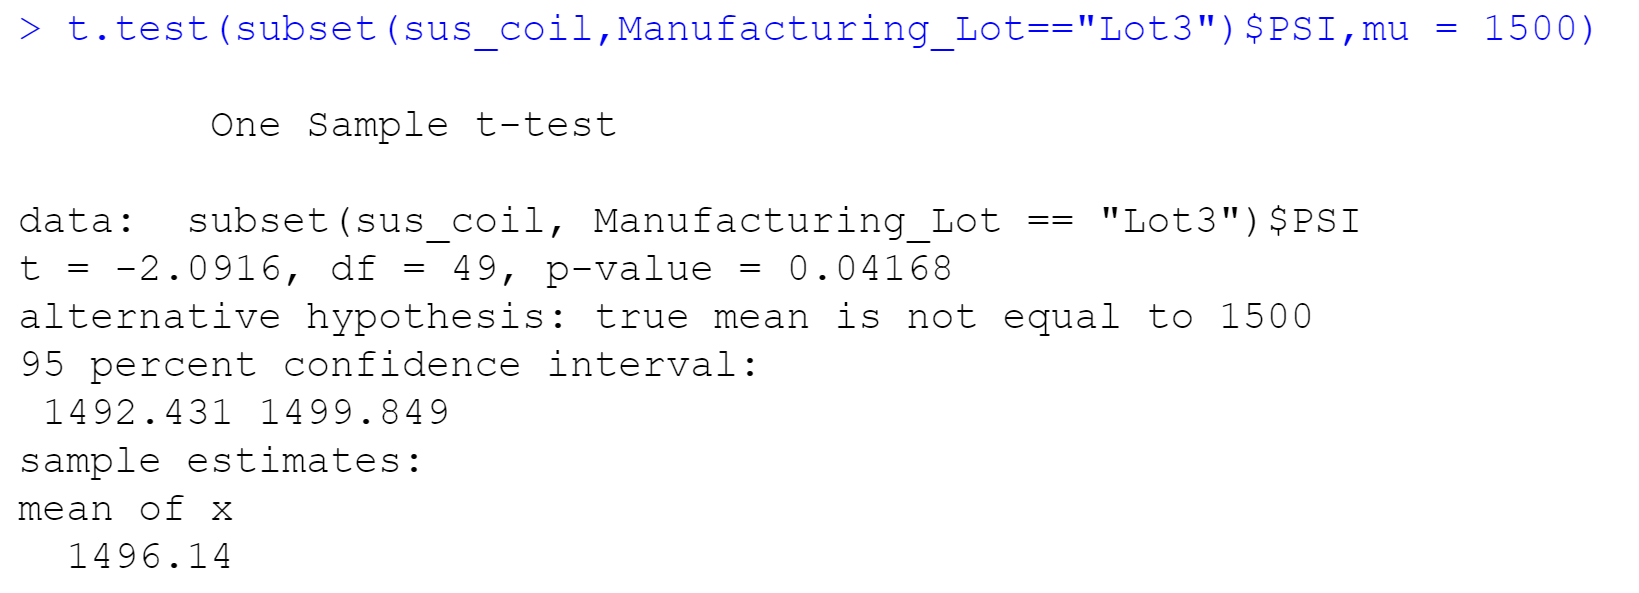 > t.test(subset(sus_coil,Manufacturing_Lot=="Lot3")$PSI,mu = 1500)
One Sample t-test
data:  subset(sus_coil, Manufacturing_Lot == "Lot3")$PSI
t = -2.0916, df = 49, p-value = 0.04168
alternative hypothesis: true mean is not equal to 1500
95 percent confidence interval:
1492.431 1499.849
sample estimates:
mean of x
1496.14